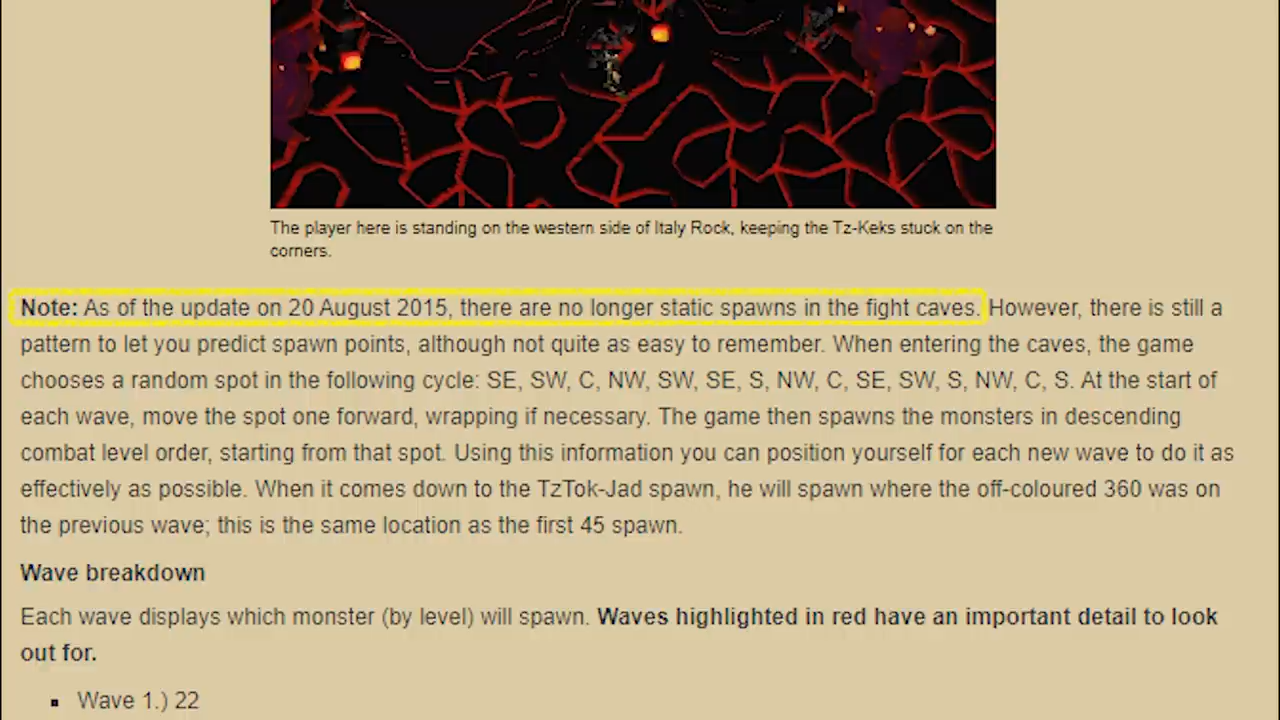 The player here is standing on the western side of Italy Rock, keeping the Tz-Keks stuck on the
corners.
Note: As of the update on 20 August 2015, there are no longer static spawns in the fight caves. However, there is still a
pattern to let you predict spawn points, although not quite as easy to remember. When entering the caves, the game
chooses a random spot in the following cycle: SE, SW, C, NW, SW, SE, S, NW, C, SE, SW, S, NW, C, S. At the start of
each wave, move the spot one forward, wrapping if necessary. The game then spawns the monsters in descending
combat level order, starting from that spot. Using this information you can position yourself for each new wave to do it as
effectively as possible. When it comes down to the TzTok-Jad spawn, he will spawn where the off-coloured 360 was on
the previous wave; this is the same location as the first 45 spawn.
Wave breakdown
Each wave displays which monster (by level) will spawn. Waves highlighted in red have an important detail to look
out for.
▪ Wave 1.) 22